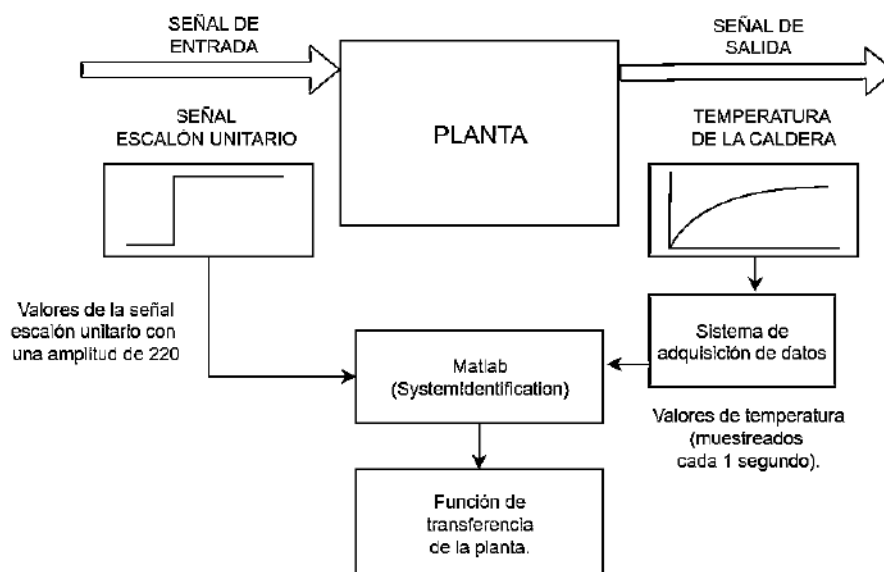 SEÑAL DE
ENTRADA
SEÑAL DE
SALIDA
PLANTA
SEÑAL
ESCALÓN UNITARIO
TEMPERATURA
DE LA CALDERA
Valores de la señal
escalón unitario con
una amplitud de 220
Sistema de
adquisición de datos
Matlab
(SystemIdentification)
Valores de temperatura
(muestreados
cada 1 segundo).
Función de
transferencia
de la planta.